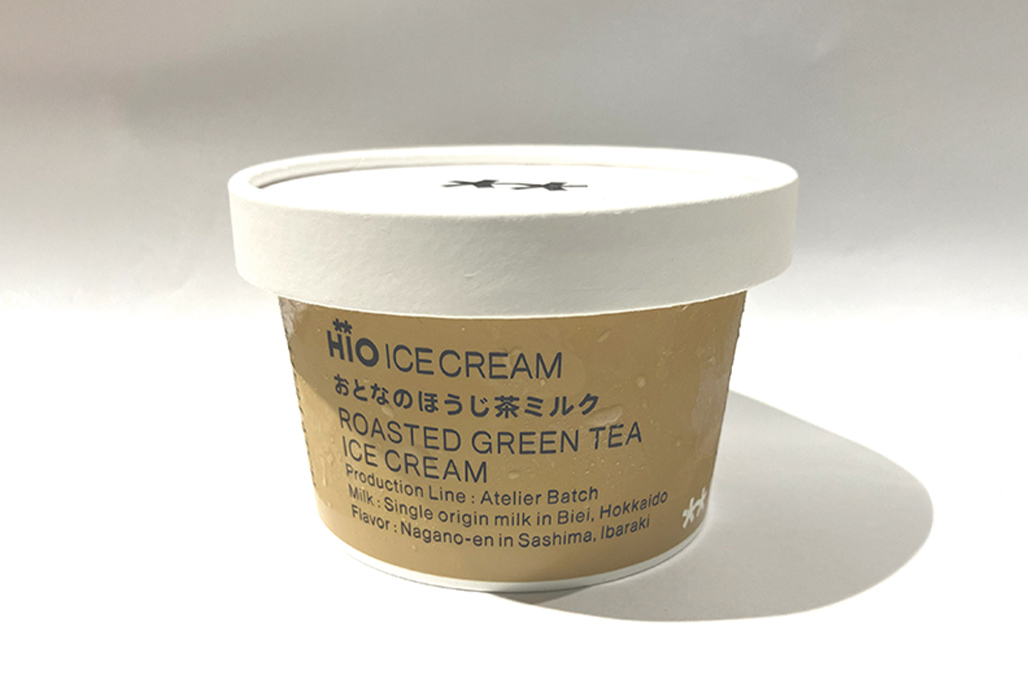 HiO ICE CREAM
おとなのほうじ茶ミルク
ROASTED GREEN TEA
ICE CREAM
Production Line : Atelier Batch
Milk : Single origin milk in Biei, Hokkaido
Flavor : Nagano-en in Sashima, Ibaraki